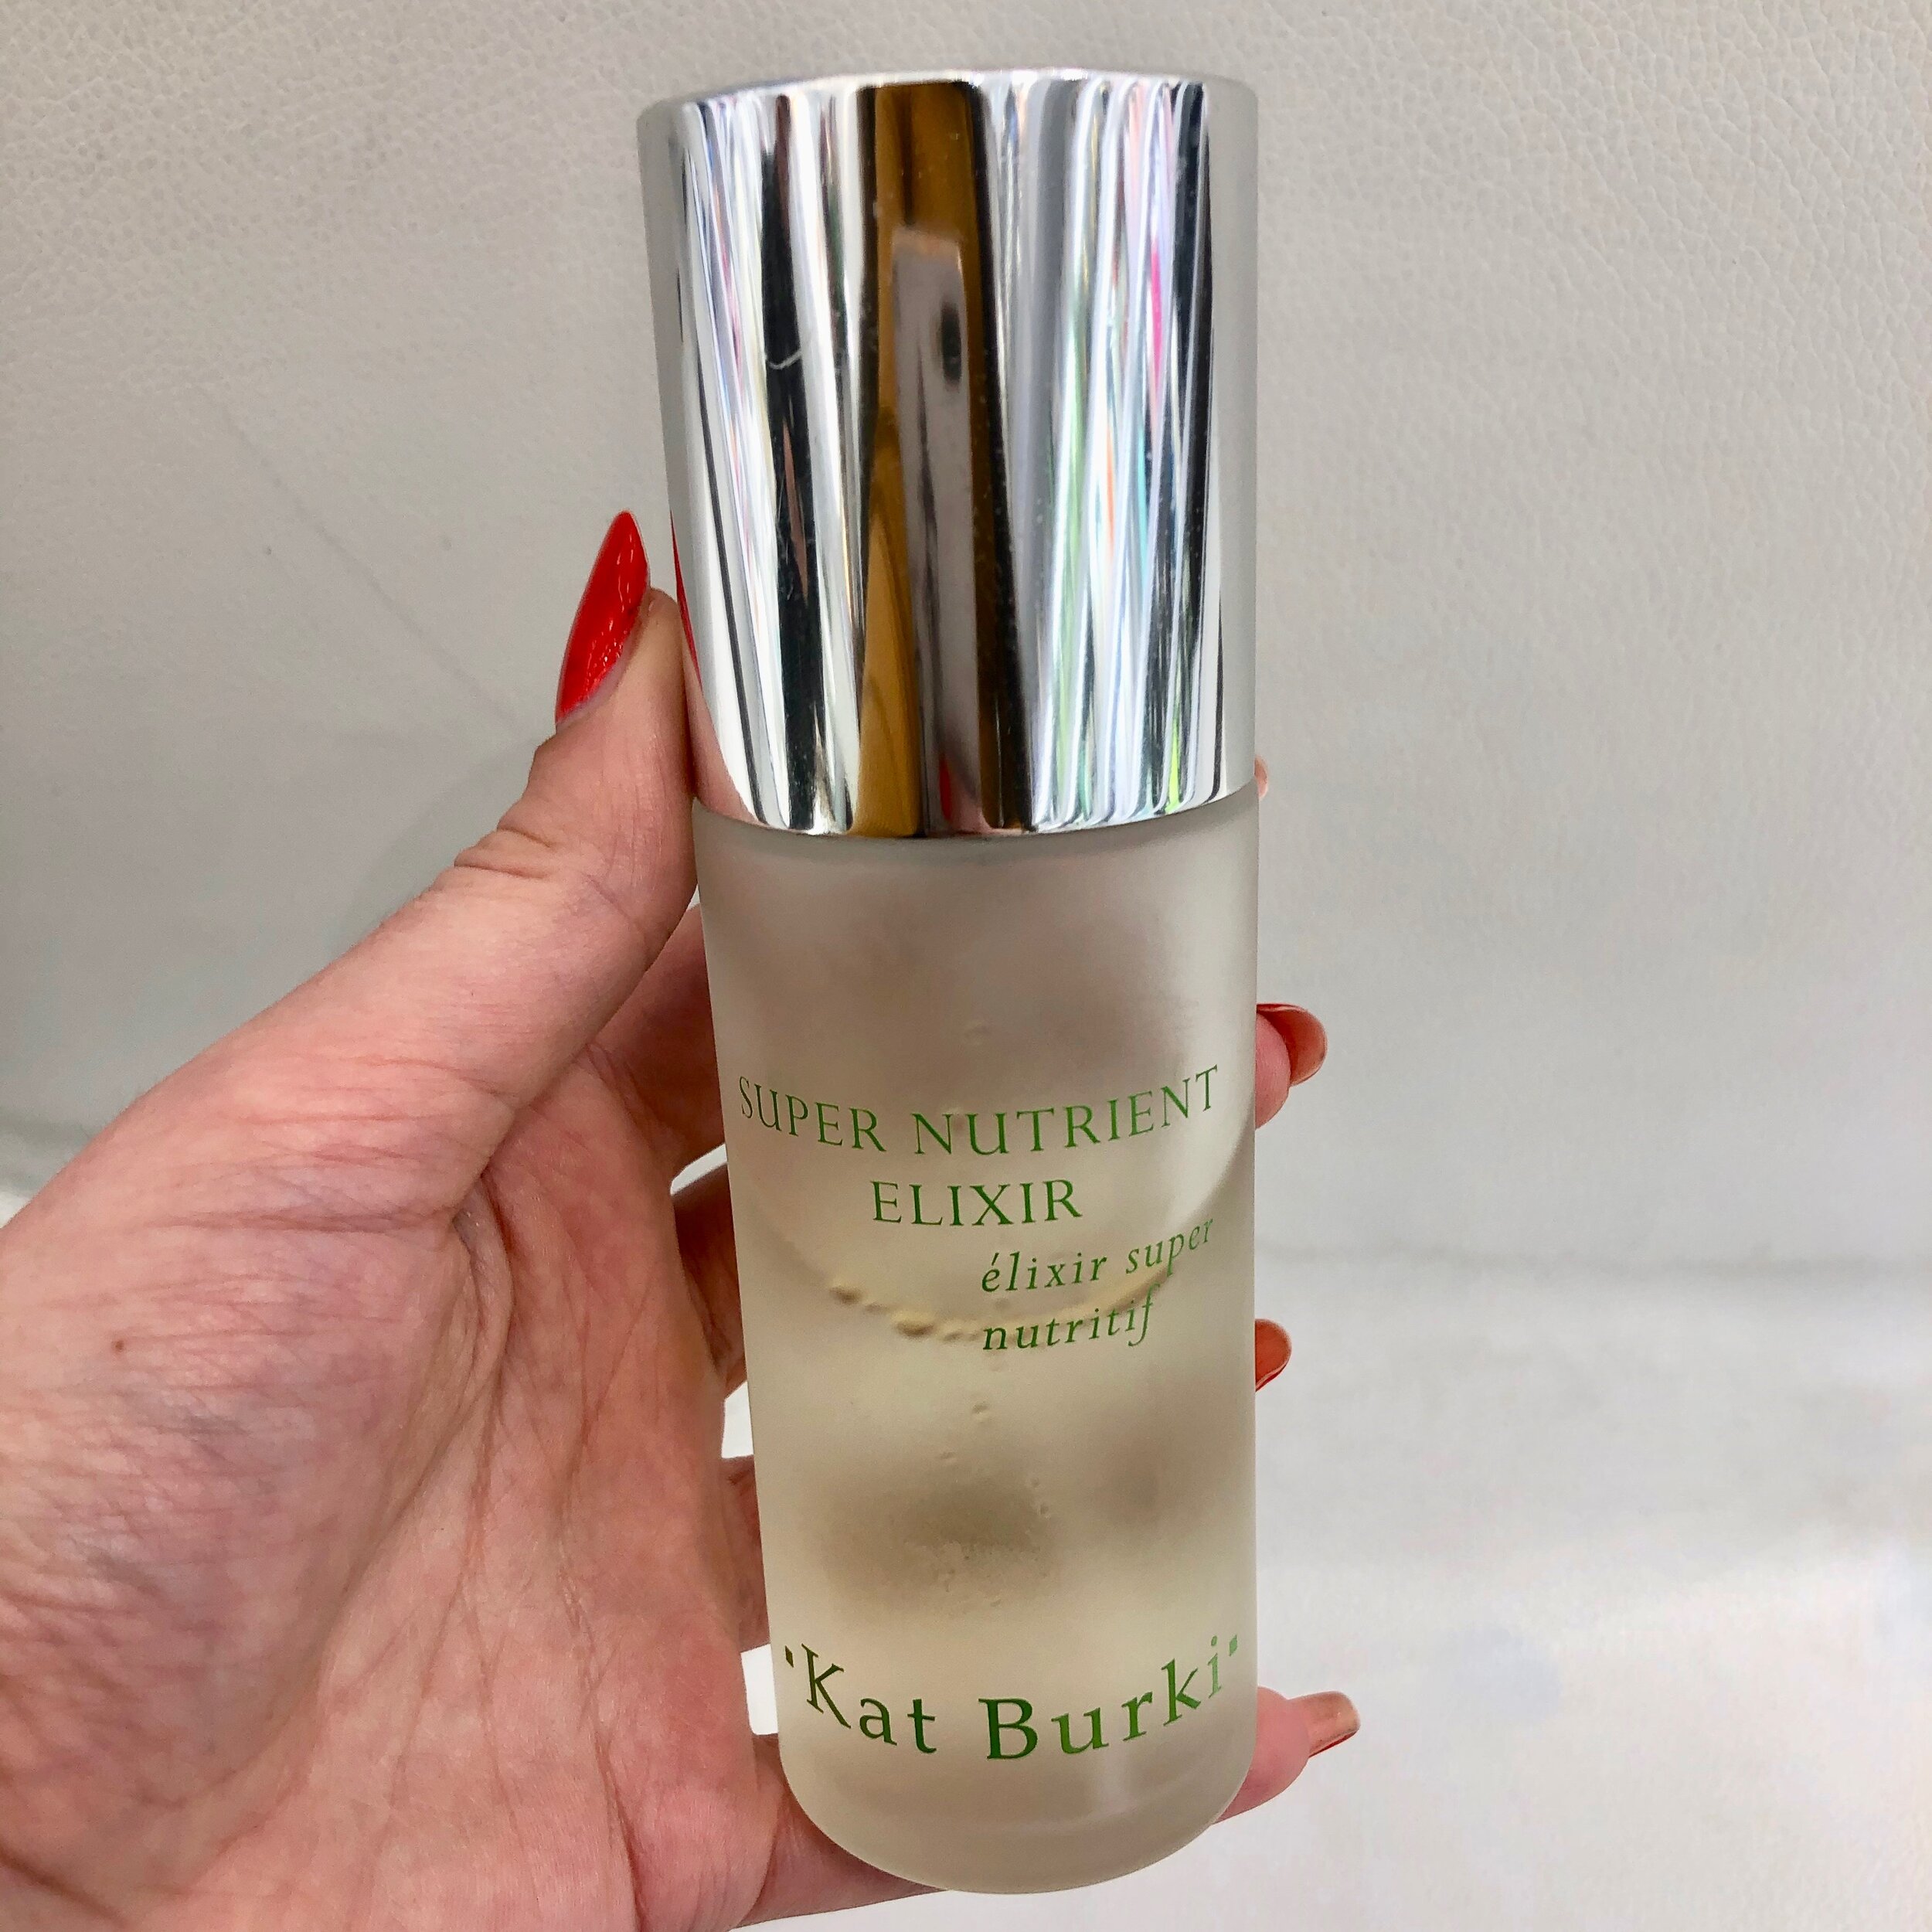 SUPER NUTRIENT
ELIXIR
élixir super
nutritif
·Kat Burki·